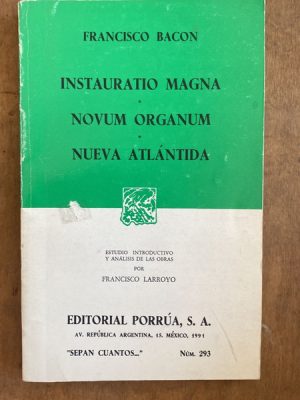 FRANCISCO BACON
INSTAURATIO MAGNA
•
NOVUM ORGANUM
•
NUEVA ATLÁNTIDA
ESTUDIO INTRODUCTIVO
Y ANÁLISIS DE LAS OBRAS
POR
FRANCISCO LARROYO
EDITORIAL PORRÚA, S. A.
AV. REPÚBLICA ARGENTINA, 15. MÉXICO, 1991
"SEPAN CUANTOS..." NÚM. 293